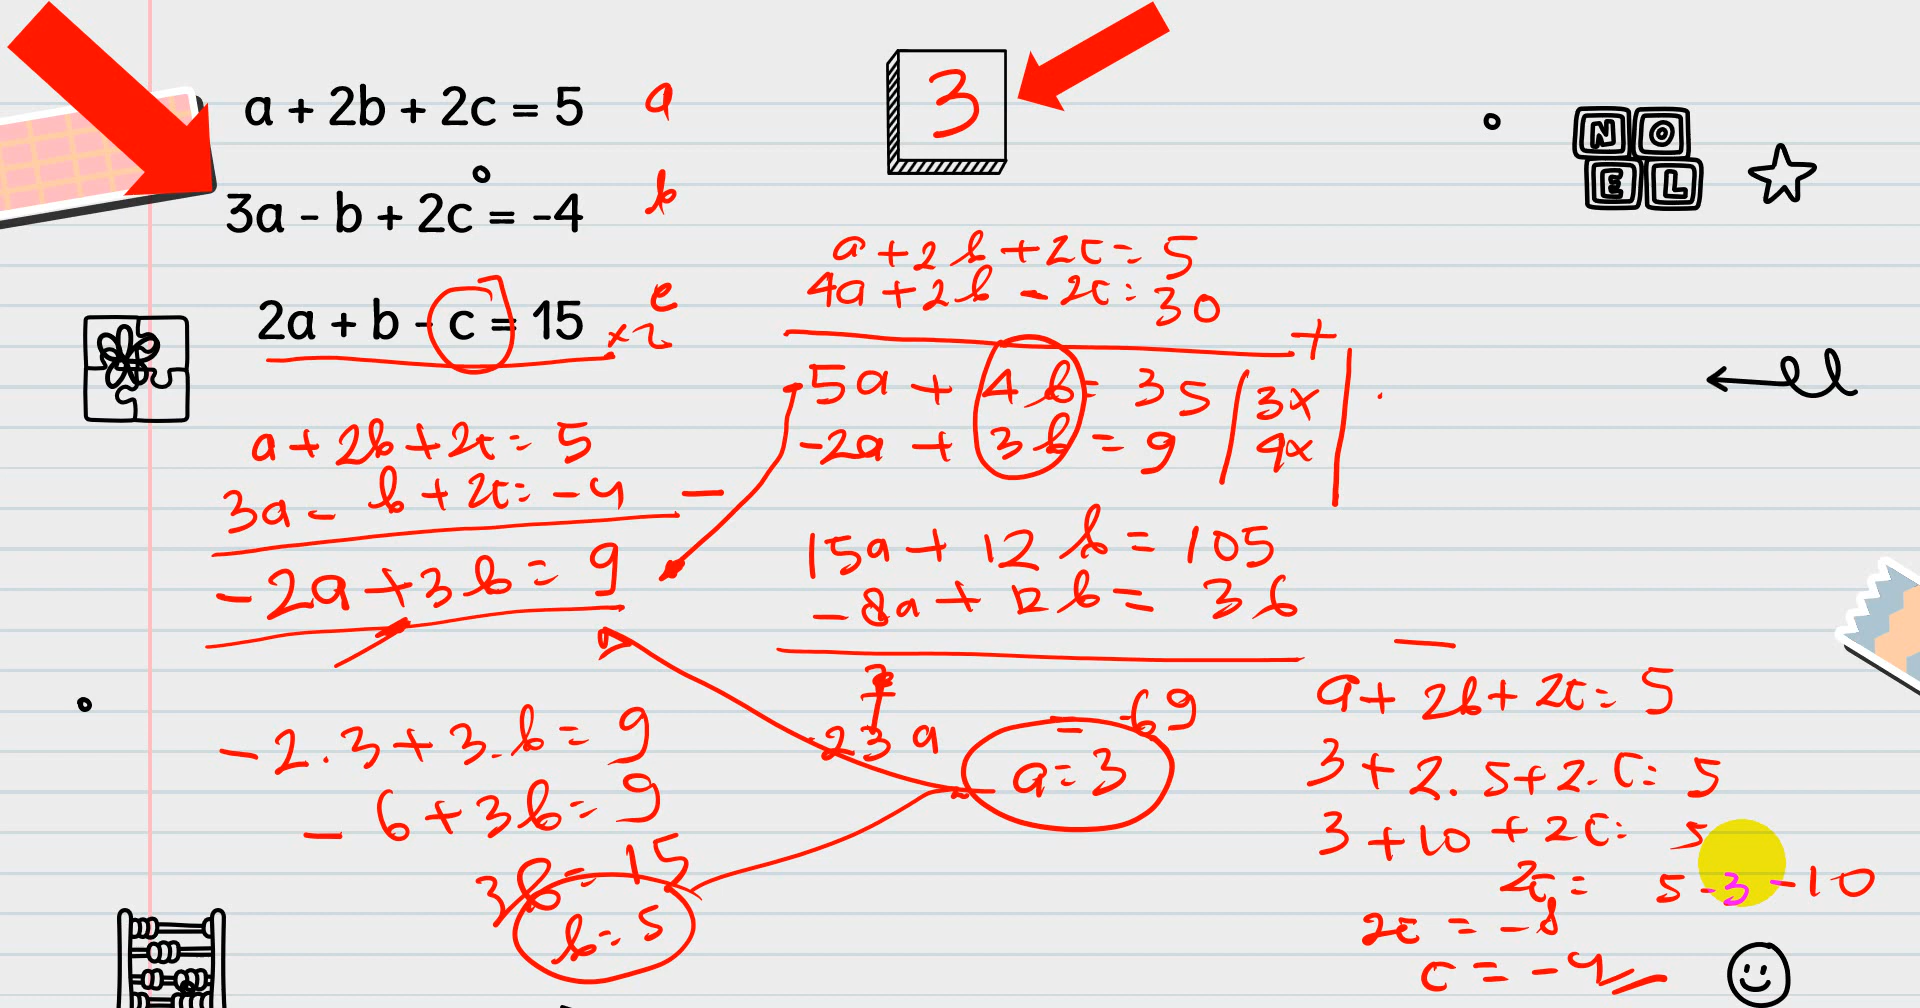 a + 2b + 2c = 5 a
3a - b + 2c = -4 b
2a + b - c = 15 e
×2
3
NO
EL
a + 2b + 2c = 5
4a + 2b - 2c = 30
+
5a + 4b = 35 | 3x |
-2a + 3b = 9 | 4x |
a + 2b + 2c = 5
3a - b + 2c = -4 -
-2a + 3b = 9
15a + 12b = 105
-8a + 12b = 36
-
-23a = -69
a = 3
-2.3 + 3.b = 9
-6 + 3b = 9
3b = 15
b = 5
a + 2b + 2c = 5
3 + 2.5 + 2.c = 5
3 + 10 + 2c = 5
2c = 5 - 3 - 10
2c = -8
c = -4